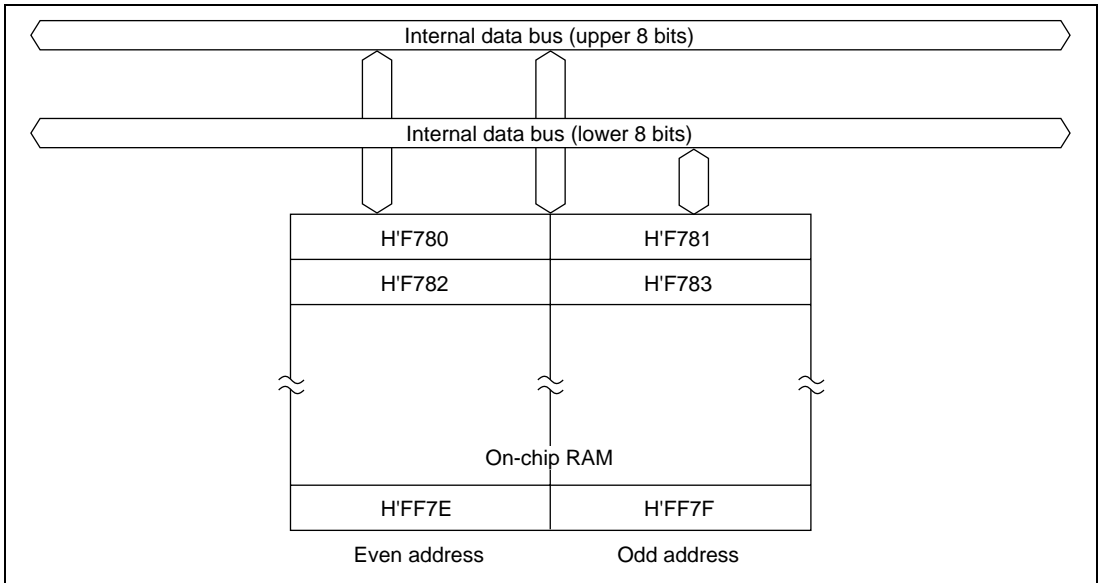 Internal data bus (upper 8 bits)
Internal data bus (lower 8 bits)
H'F780 H'F781
H'F782 H'F783
On-chip RAM
H'FF7E H'FF7F
Even address Odd address